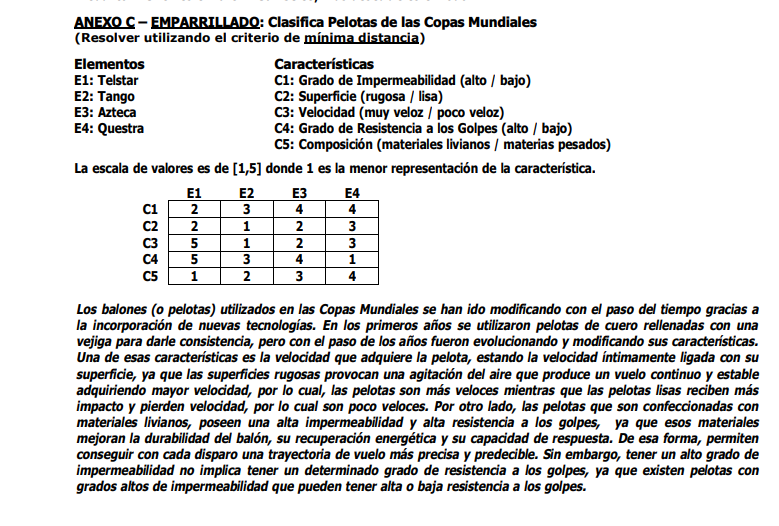 ANEXO C – EMPARRILLADO: Clasifica Pelotas de las Copas Mundiales
(Resolver utilizando el criterio de mínima distancia)
Elementos Características
E1: Telstar C1: Grado de Impermeabilidad (alto / bajo)
E2: Tango C2: Superficie (rugosa / lisa)
E3: Azteca C3: Velocidad (muy veloz / poco veloz)
E4: Questra C4: Grado de Resistencia a los Golpes (alto / bajo)
C5: Composición (materiales livianos / materias pesados)
La escala de valores es de [1,5] donde 1 es la menor representación de la característica.
E1 E2 E3 E4
C1 2 3 4 4
C2 2 1 2 3
C3 5 1 2 3
C4 5 3 4 1
C5 1 2 3 4
Los balones (o pelotas) utilizados en las Copas Mundiales se han ido modificando con el paso del tiempo gracias a
la incorporación de nuevas tecnologías. En los primeros años se utilizaron pelotas de cuero rellenadas con una
vejiga para darle consistencia, pero con el paso de los años fueron evolucionando y modificando sus características.
Una de esas características es la velocidad que adquiere la pelota, estando la velocidad íntimamente ligada con su
superficie, ya que las superficies rugosas provocan una agitación del aire que produce un vuelo continuo y estable
adquiriendo mayor velocidad, por lo cual, las pelotas son más veloces mientras que las pelotas lisas reciben más
impacto y pierden velocidad, por lo cual son poco veloces. Por otro lado, las pelotas que son confeccionadas con
materiales livianos, poseen una alta impermeabilidad y alta resistencia a los golpes, ya que esos materiales
mejoran la durabilidad del balón, su recuperación energética y su capacidad de respuesta. De esa forma, permiten
conseguir con cada disparo una trayectoria de vuelo más precisa y predecible. Sin embargo, tener un alto grado de
impermeabilidad no implica tener un determinado grado de resistencia a los golpes, ya que existen pelotas con
grados altos de impermeabilidad que pueden tener alta o baja resistencia a los golpes.